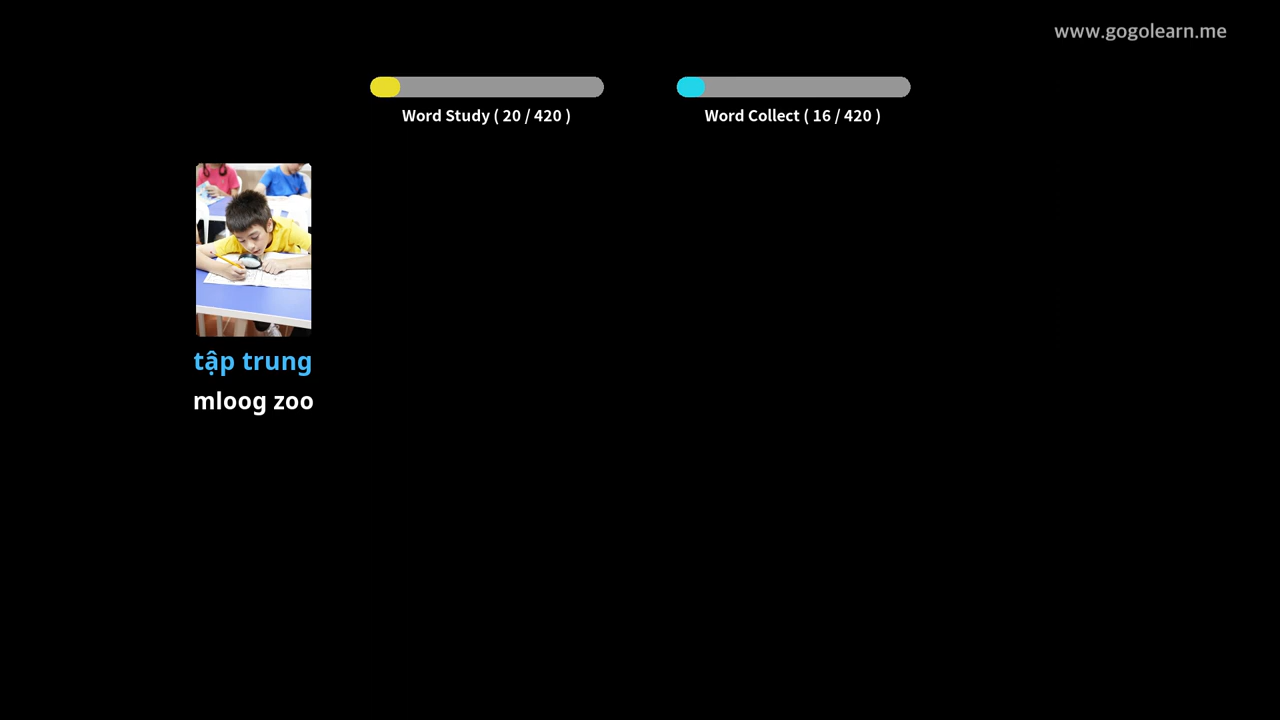 www.gogolearn.me
Word Study ( 20 / 420 )
Word Collect ( 16 / 420 )
tập trung
mloog zoo